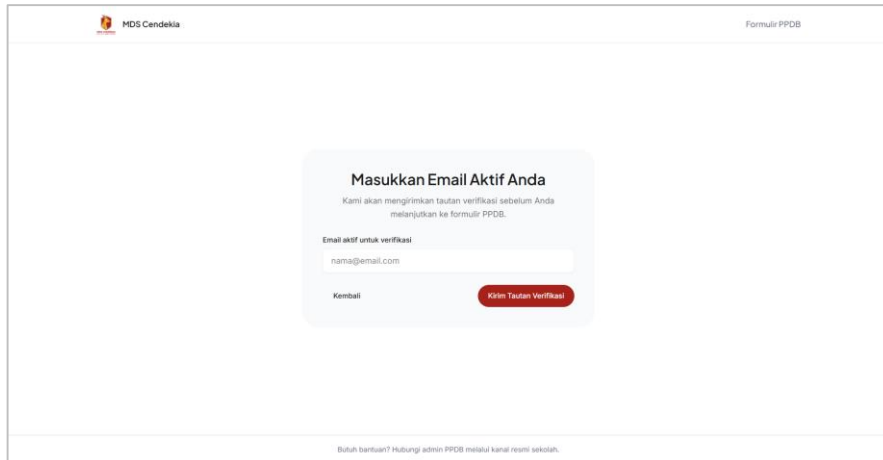 MDS Cendekia
Formulir PPDB
Masukkan Email Aktif Anda
Kami akan mengirimkan tautan verifikasi sebelum Anda
melanjutkan ke formulir PPDB.
Email aktif untuk verifikasi
nama@email.com
Kembali
Kirim Tautan Verifikasi
Butuh bantuan? Hubungi admin PPDB melalui kanal resmi sekolah.